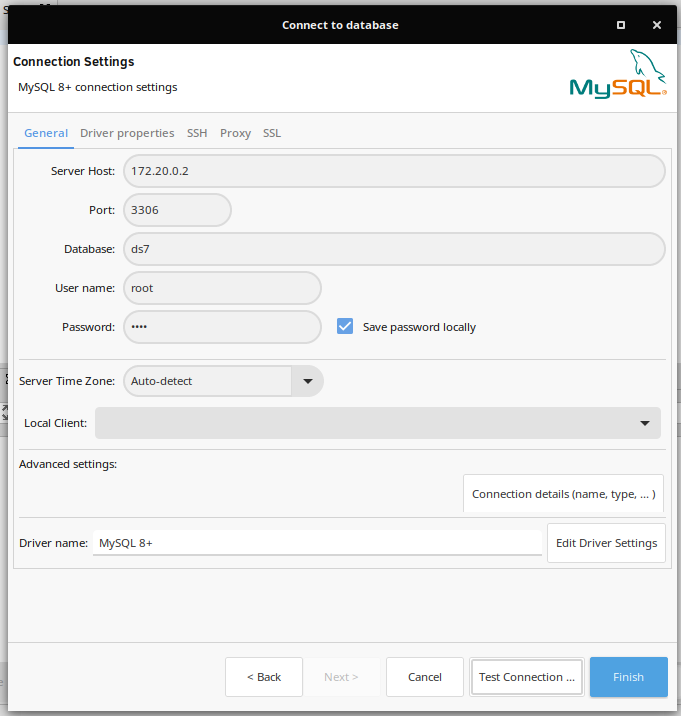 Connect to database
Connection Settings
MySQL 8+ connection settings
MySQL®
General Driver properties SSH Proxy SSL
Server Host: 172.20.0.2
Port: 3306
Database: ds7
User name: root
Password: •••• Save password locally
Server Time Zone: Auto-detect
Local Client:
Advanced settings:
Connection details (name, type, ... )
Driver name: MySQL 8+ Edit Driver Settings
< Back Next > Cancel Test Connection ... Finish